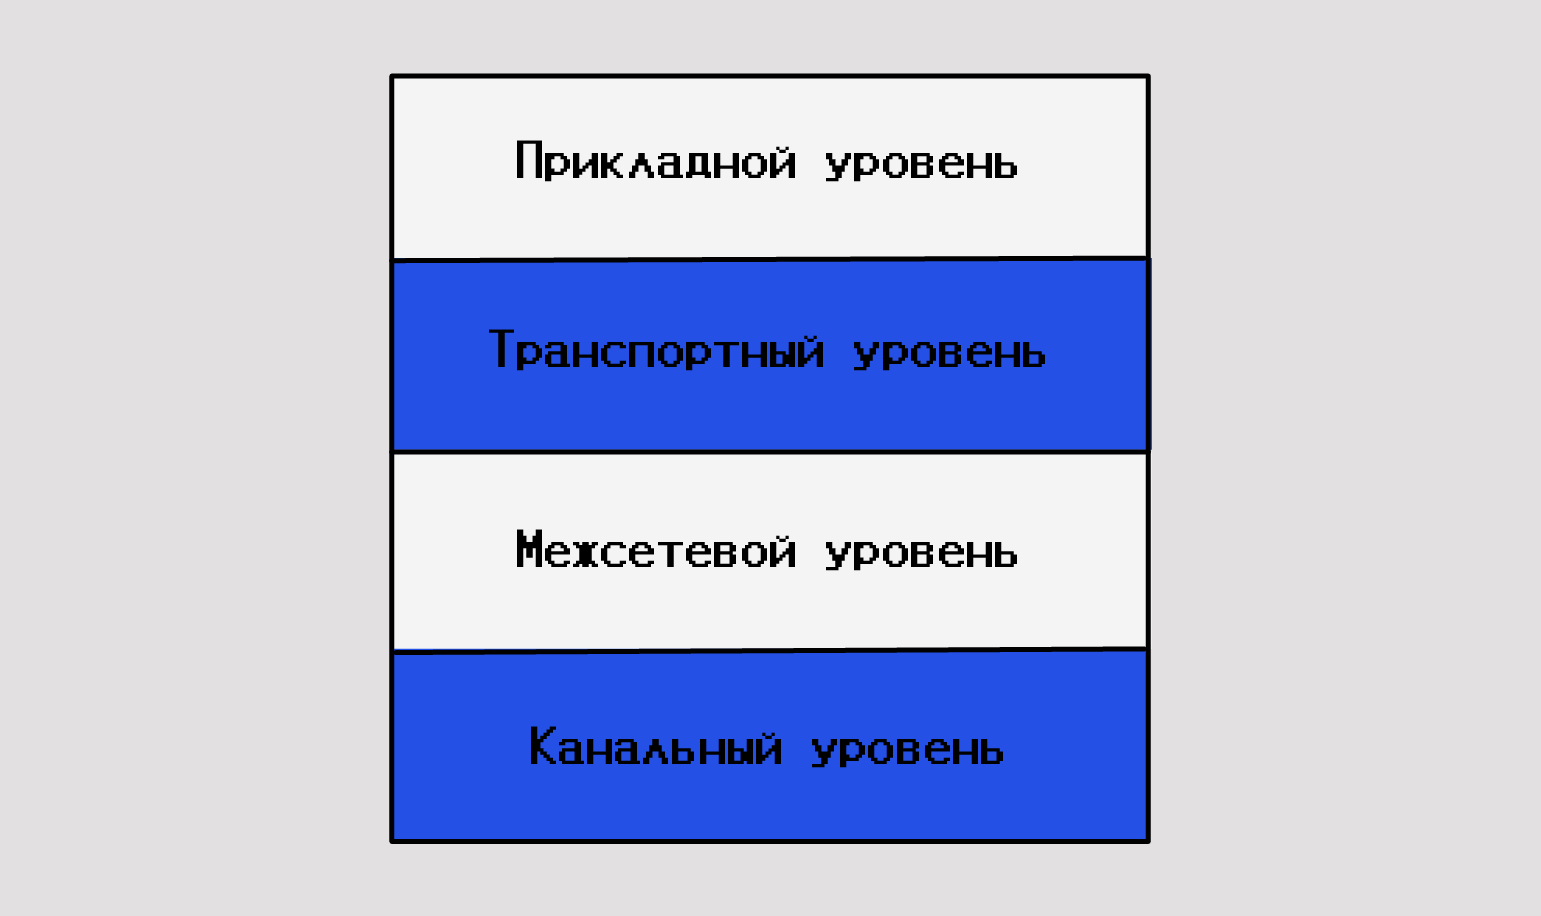 Прикладной уровень
Транспортный уровень
Межсетевой уровень
Канальный уровень